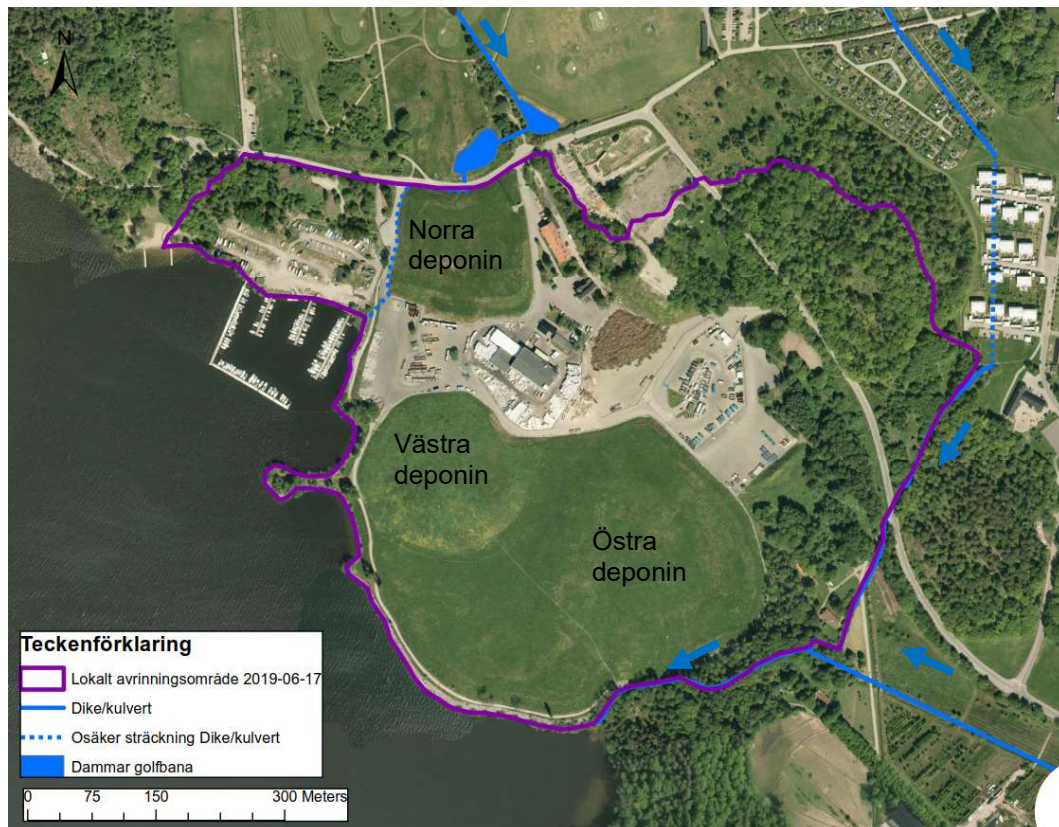 N
Norra
deponin
Västra
deponin
Östra
deponin
Teckenförklaring
Lokalt avrinningsområde 2019-06-17
Dike/kulvert
Osäker sträckning Dike/kulvert
Dammar golfbana
0 75 150 300 Meters